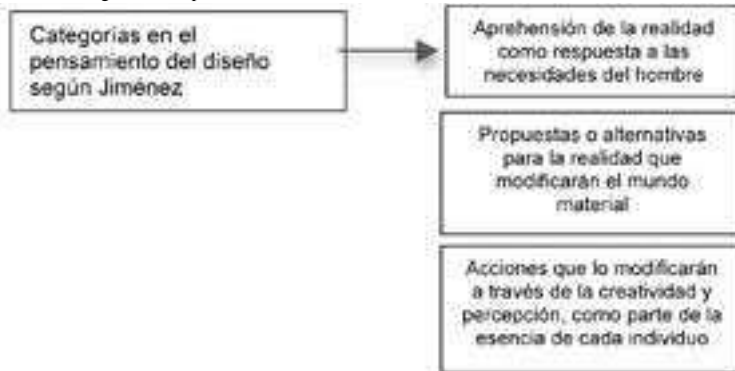 Categorías en el
pensamiento del diseño
según Jiménez
Aprehensión de la realidad
como respuesta a las
necesidades del hombre
Propuestas o alternativas
para la realidad que
modificarán el mundo
material
Acciones que lo modificarán
a través de la creatividad y
percepción, como parte de la
esencia de cada individuo